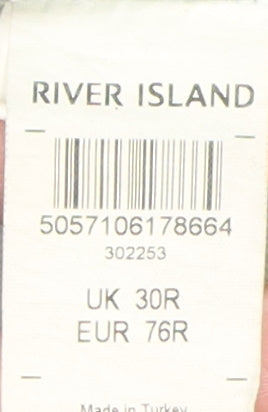 RIVER ISLAND
5057106178664
302253
UK 30R
EUR 76R
Made in Turkey